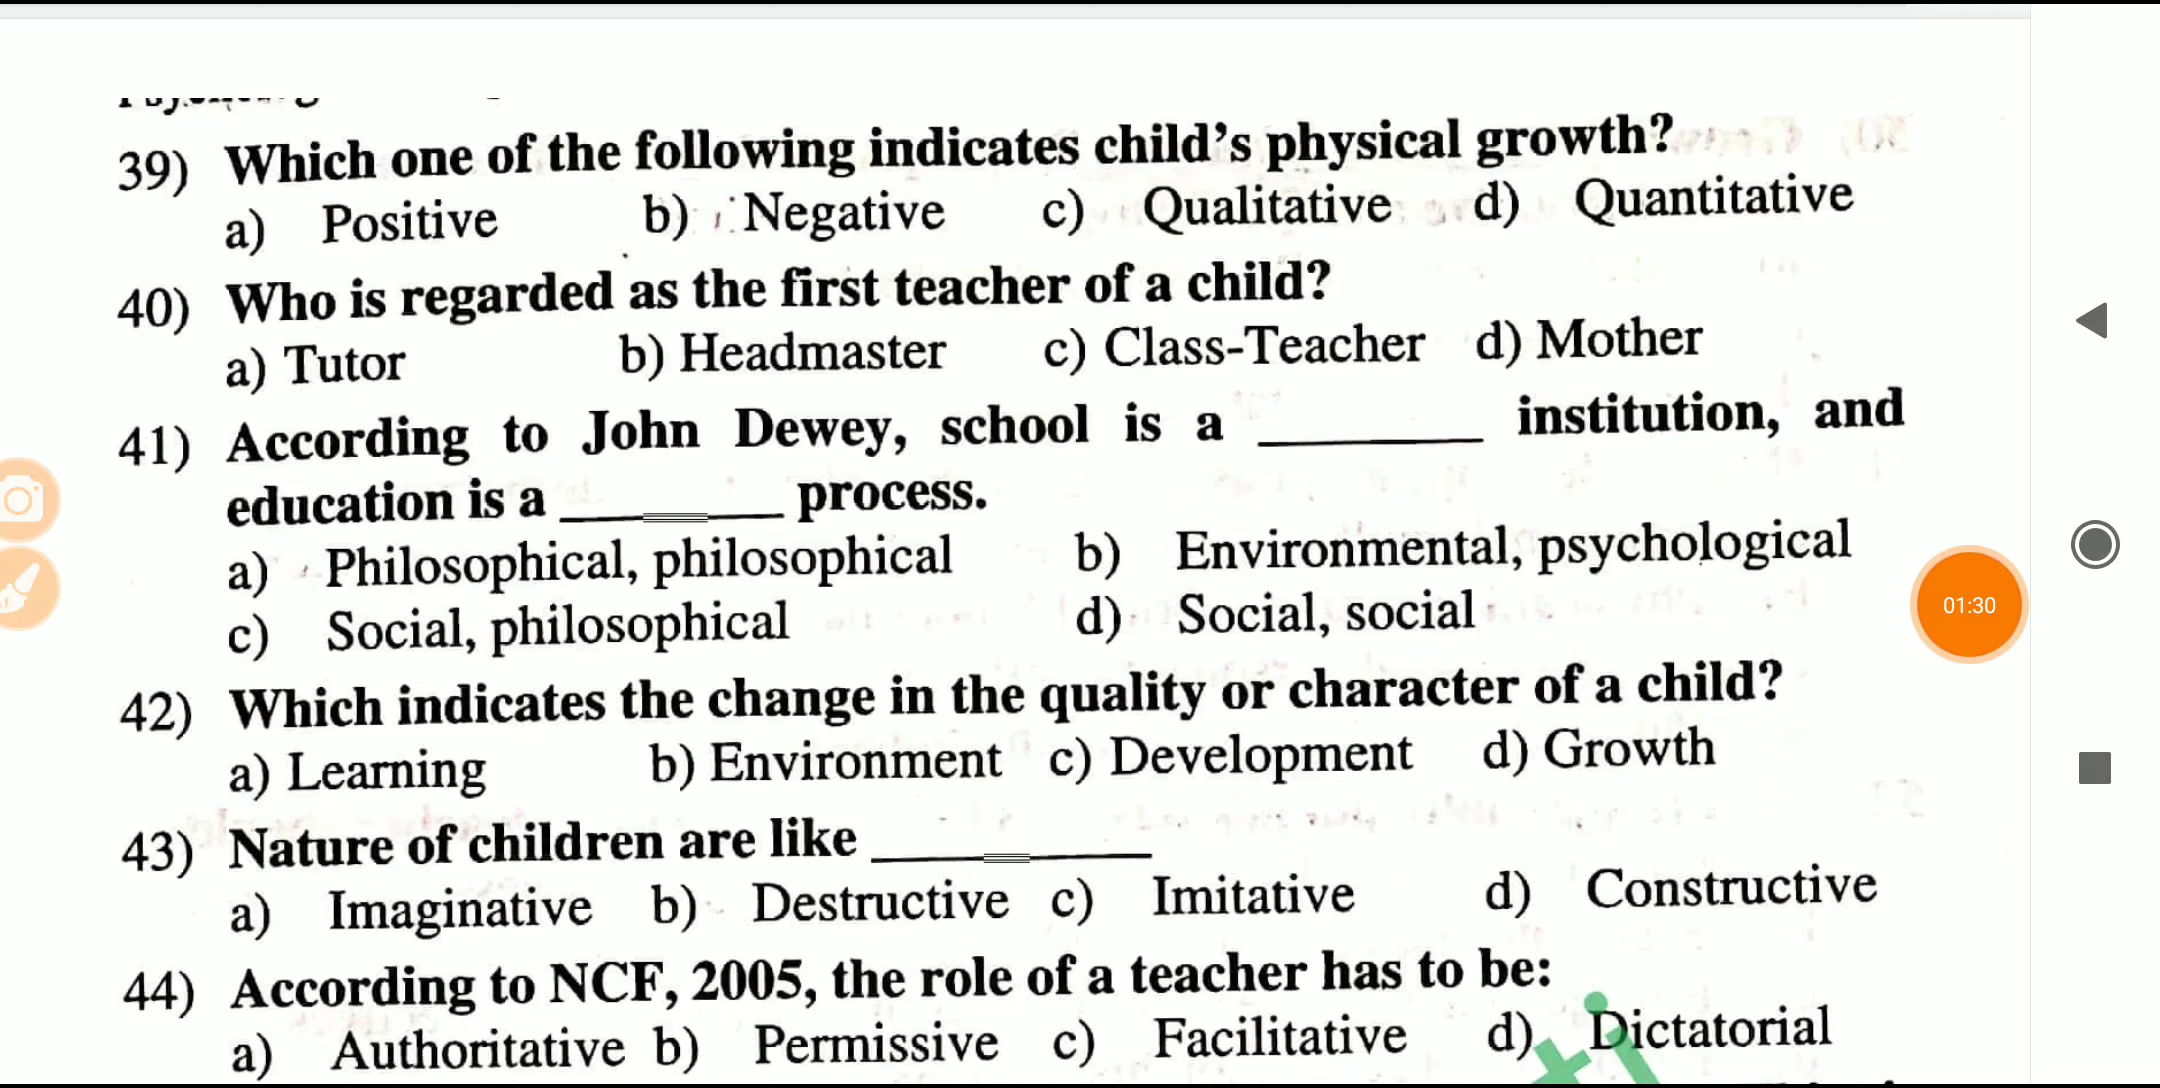 39) Which one of the following indicates child's physical growth?
a) Positive b) Negative c) Qualitative d) Quantitative
40) Who is regarded as the first teacher of a child?
a) Tutor b) Headmaster c) Class-Teacher d) Mother
41) According to John Dewey, school is a ________ institution, and
education is a ________ process.
a) Philosophical, philosophical b) Environmental, psychological
c) Social, philosophical d) Social, social
01:30
42) Which indicates the change in the quality or character of a child?
a) Learning b) Environment c) Development d) Growth
43) Nature of children are like __________
a) Imaginative b) Destructive c) Imitative d) Constructive
44) According to NCF, 2005, the role of a teacher has to be:
a) Authoritative b) Permissive c) Facilitative d) Dictatorial